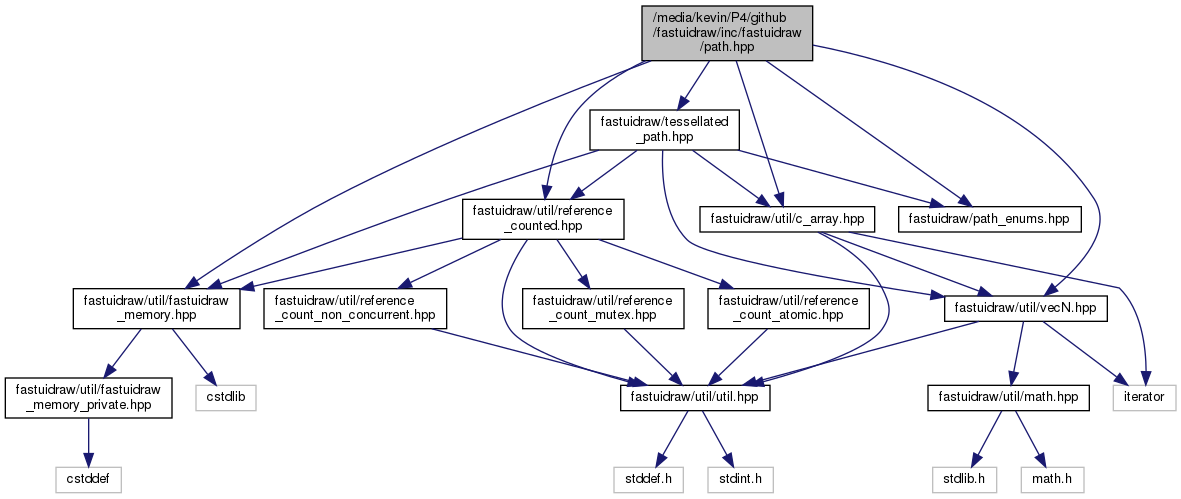 /media/kevin/P4/github
/fastuidraw/inc/fastuidraw
/path.hpp
fastuidraw/tessellated
_path.hpp
fastuidraw/util/reference
_counted.hpp
fastuidraw/util/c_array.hpp
fastuidraw/path_enums.hpp
fastuidraw/util/fastuidraw
_memory.hpp
fastuidraw/util/reference
_count_non_concurrent.hpp
fastuidraw/util/reference
_count_mutex.hpp
fastuidraw/util/reference
_count_atomic.hpp
fastuidraw/util/vecN.hpp
fastuidraw/util/fastuidraw
_memory_private.hpp
cstdlib
fastuidraw/util/util.hpp
fastuidraw/util/math.hpp
iterator
cstddef
stddef.h
stdint.h
stdlib.h
math.h